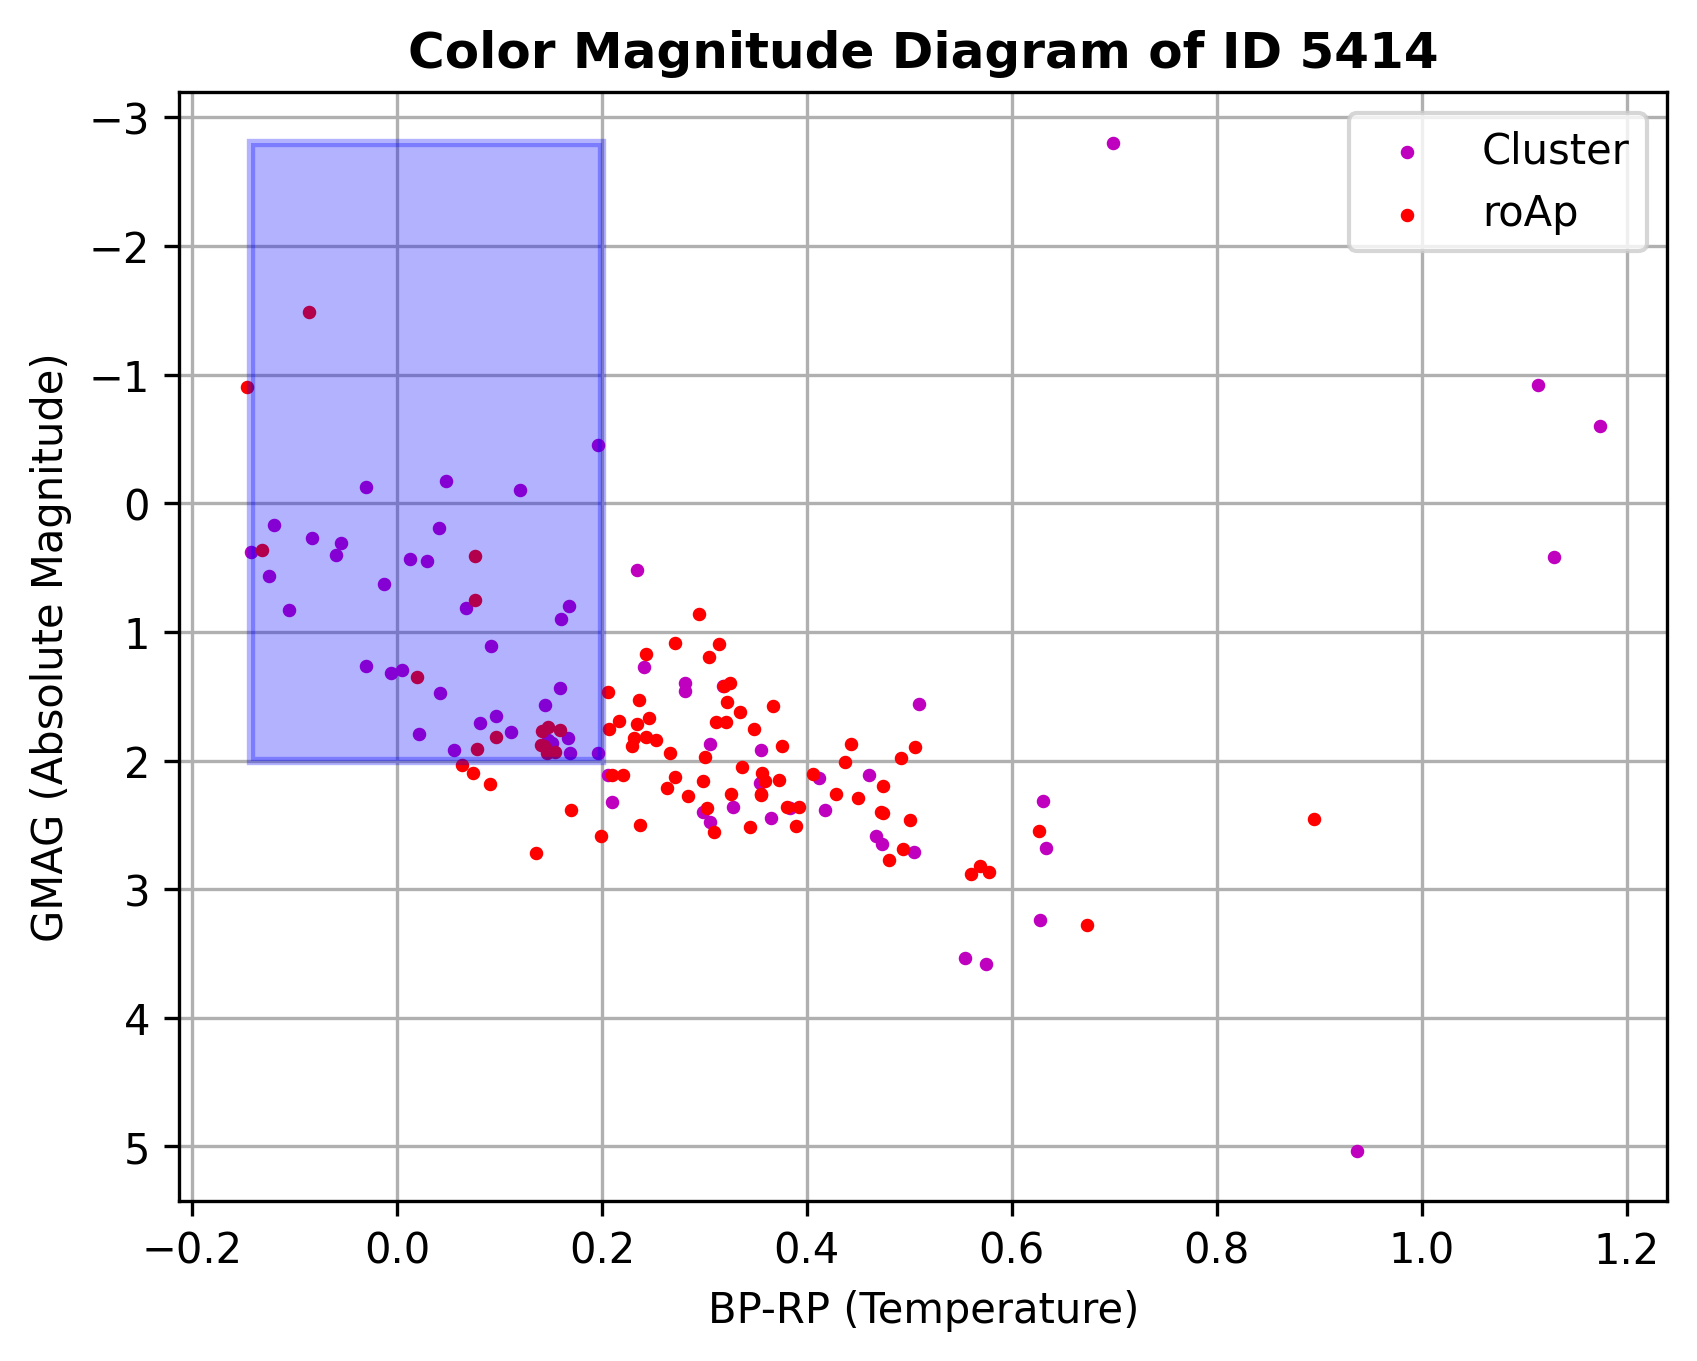 Color Magnitude Diagram of ID 5414
Cluster
roAp
GMAG (Absolute Magnitude)
−3
−2
−1
0
1
2
3
4
5
−0.2 0.0 0.2 0.4 0.6 0.8 1.0 1.2
BP-RP (Temperature)